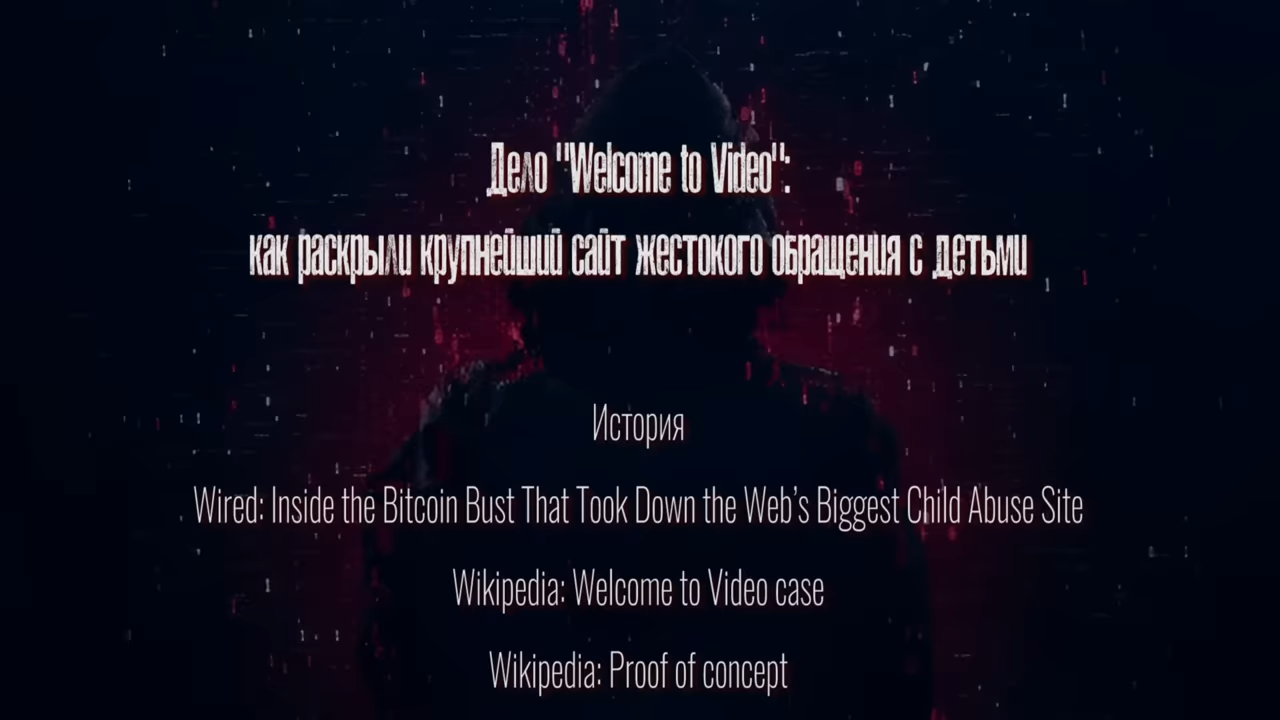 Дело "Welcome to Video":
как раскрыли крупнейший сайт жестокого обращения с детьми
История
Wired: Inside the Bitcoin Bust That Took Down the Web’s Biggest Child Abuse Site
Wikipedia: Welcome to Video case
Wikipedia: Proof of concept